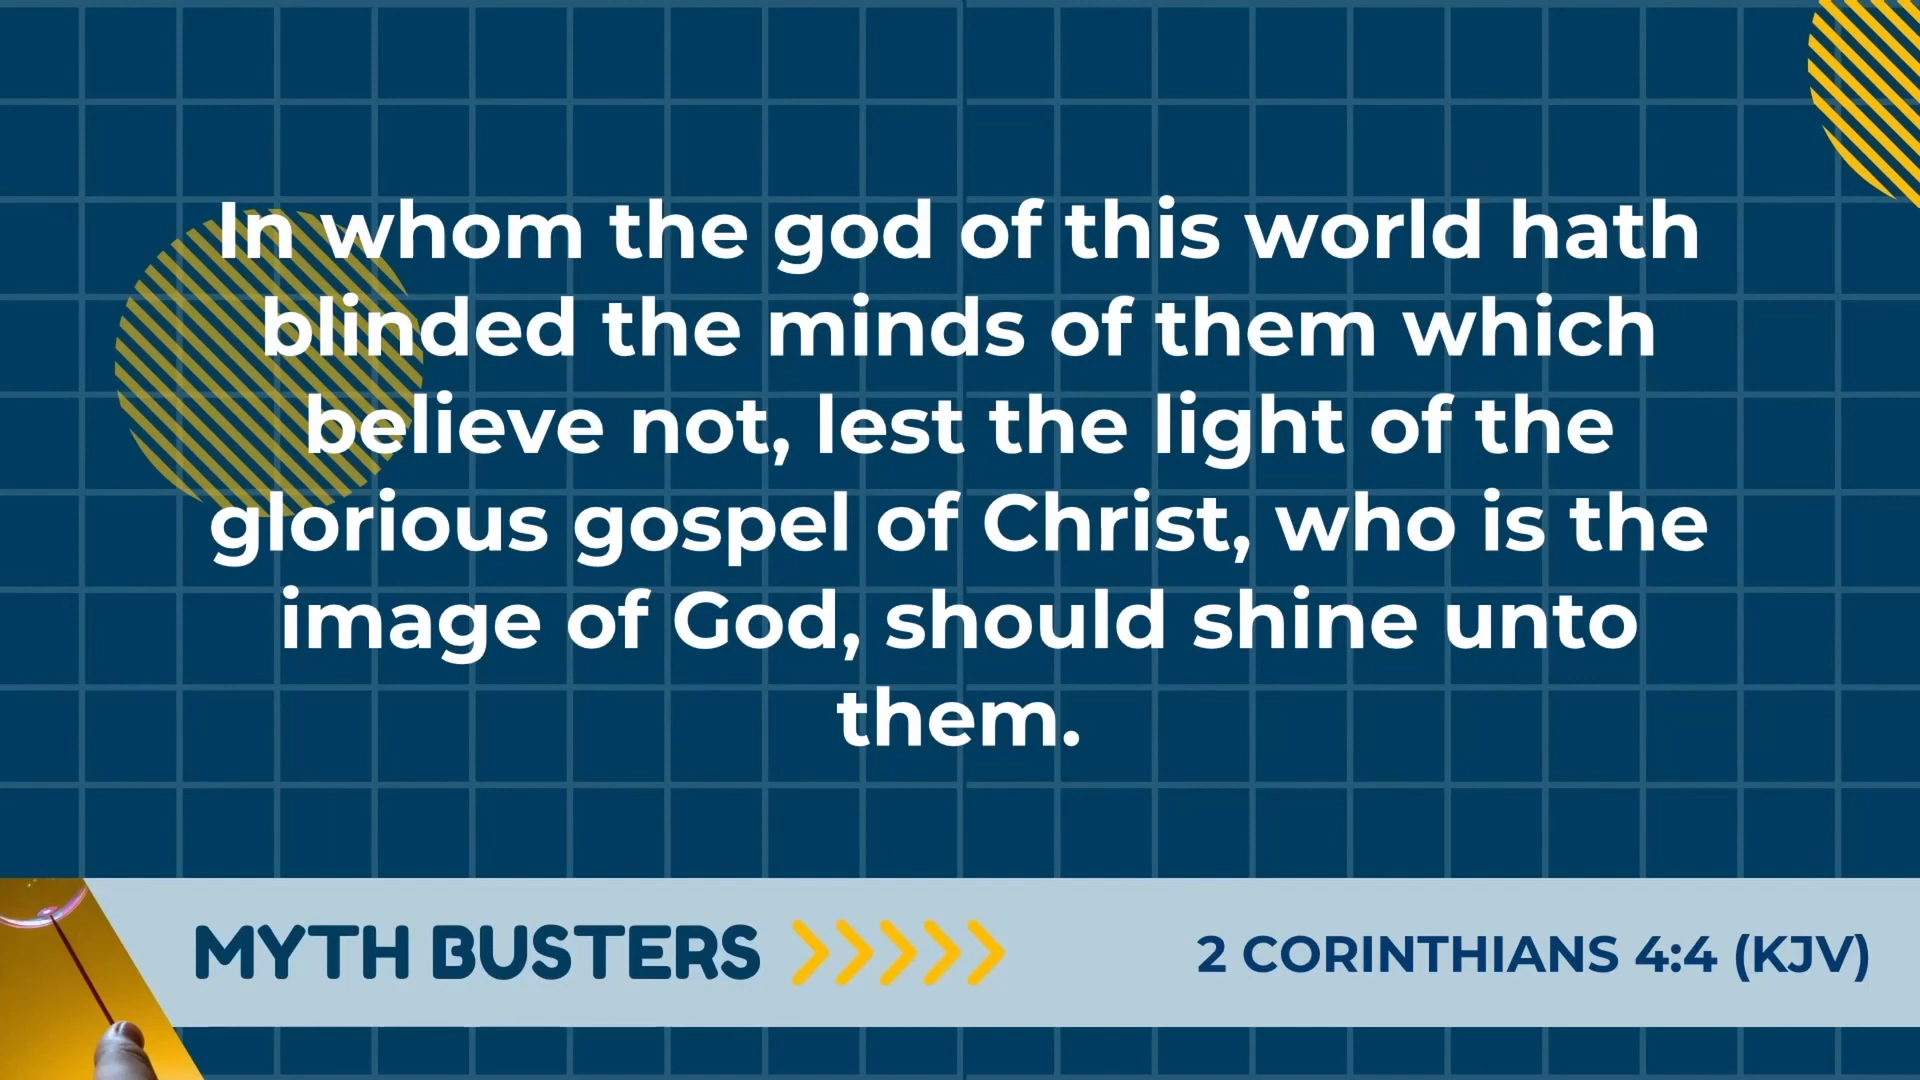 In whom the god of this world hath
blinded the minds of them which
believe not, lest the light of the
glorious gospel of Christ, who is the
image of God, should shine unto
them.
MYTH BUSTERS
2 CORINTHIANS 4:4 (KJV)